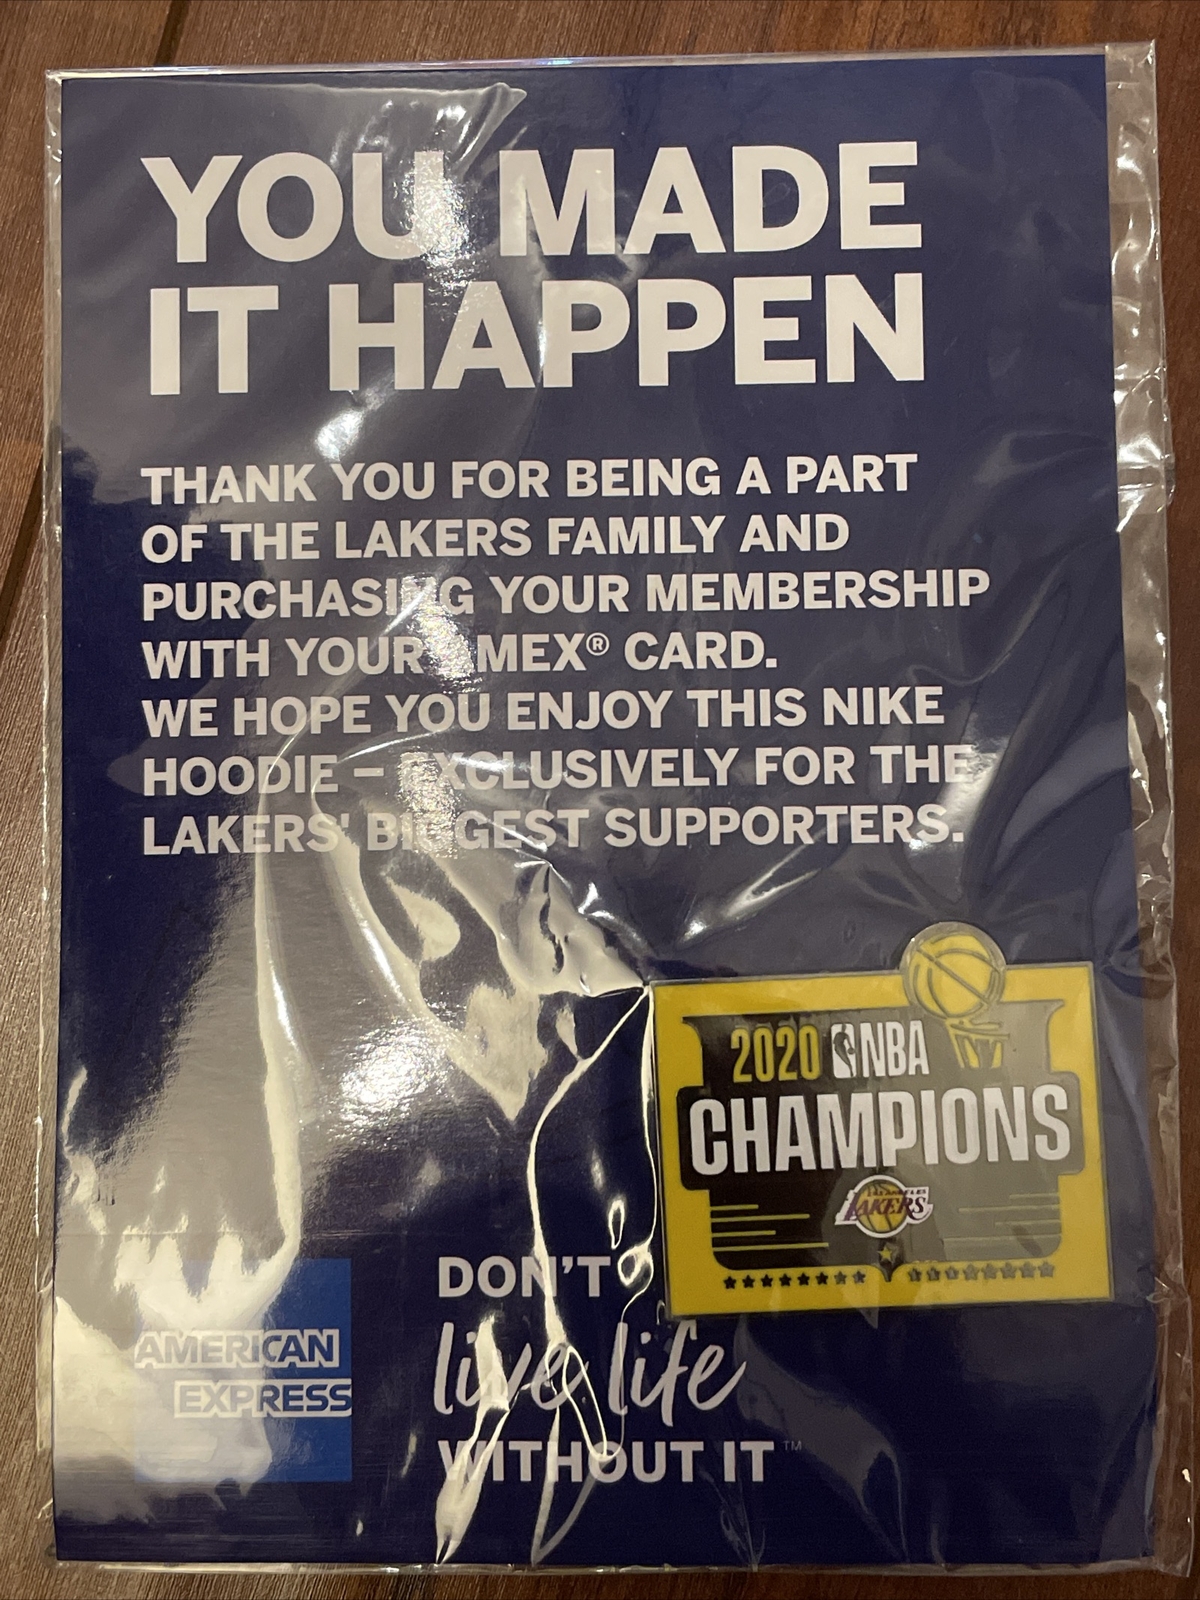 YOU MADE
IT HAPPEN
THANK YOU FOR BEING A PART
OF THE LAKERS FAMILY AND
PURCHASING YOUR MEMBERSHIP
WITH YOUR AMEX® CARD.
WE HOPE YOU ENJOY THIS NIKE
HOODIE – EXCLUSIVELY FOR THE
LAKERS' BIGGEST SUPPORTERS.
2020 NBA
CHAMPIONS
LOS ANGELES
LAKERS
AMERICAN
EXPRESS
DON'T
live life
WITHOUT IT™